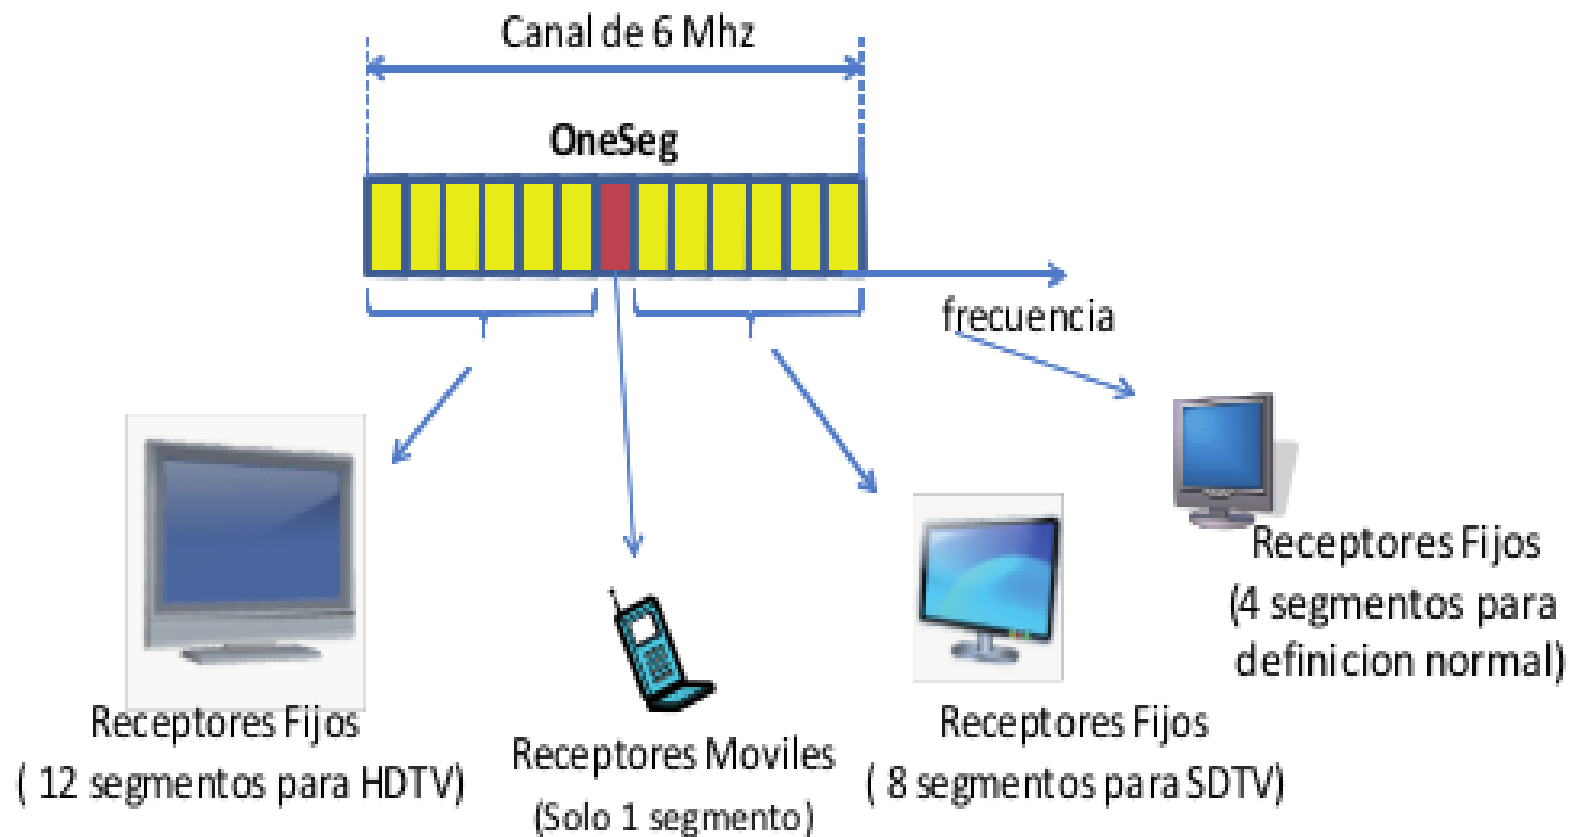 Canal de 6 Mhz
OneSeg
frecuencia
Receptores Fijos
( 12 segmentos para HDTV)
Receptores Moviles
(Solo 1 segmento)
Receptores Fijos
( 8 segmentos para SDTV)
Receptores Fijos
(4 segmentos para
definicion normal)